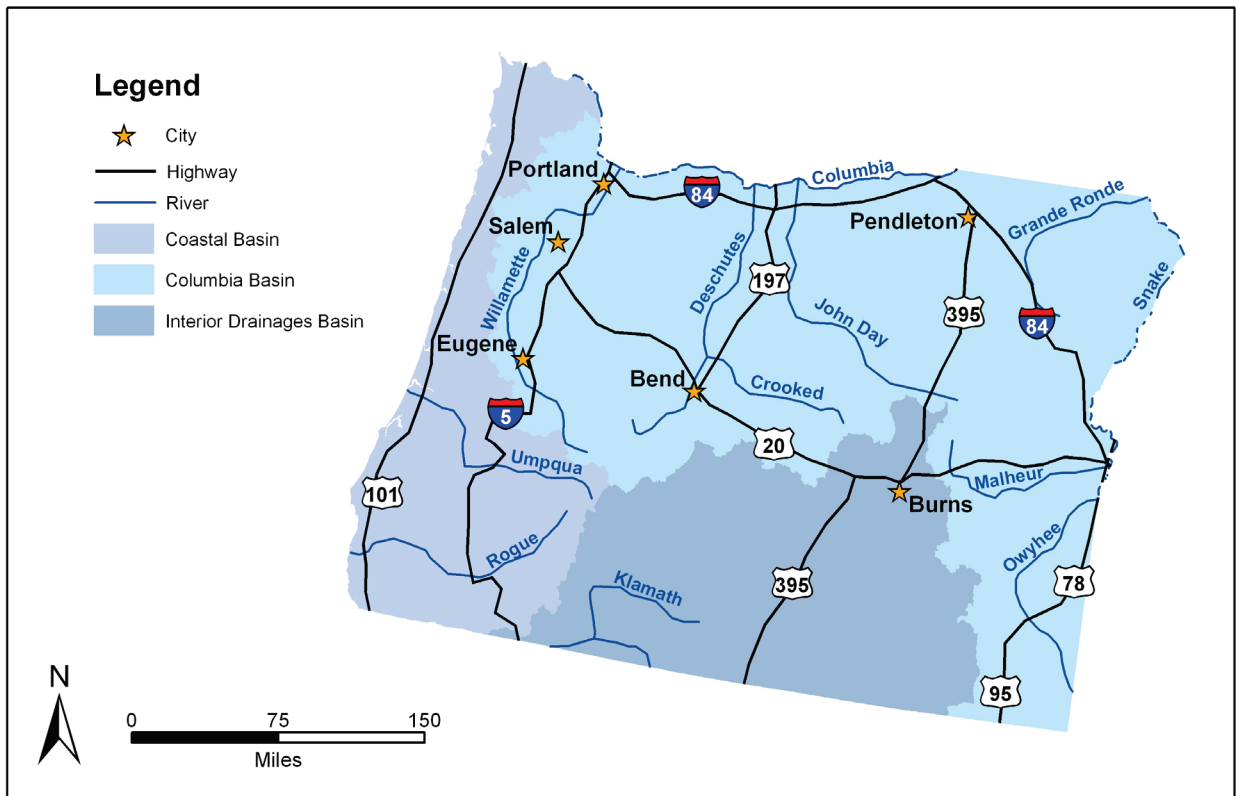 Legend
City
Highway
River
Coastal Basin
Columbia Basin
Interior Drainages Basin
Portland
84
Columbia
Salem
Pendleton
Grande Ronde
Willamette
Deschutes
197
Snake
John Day
395
84
Eugene
Bend
Crooked
5
20
Umpqua
Malheur
101
Burns
Rogue
Owyhee
Klamath
395
78
95
N
0 75 150
Miles